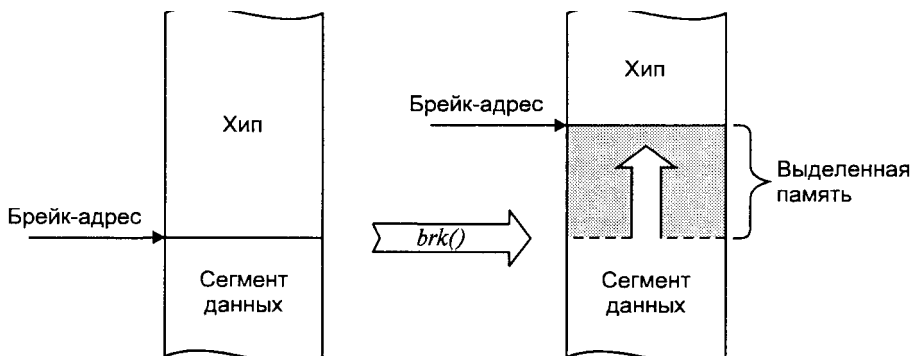 Хип
Брейк-адрес
Сегмент
данных
brk()
Хип
Брейк-адрес
Выделенная
память
Сегмент
данных